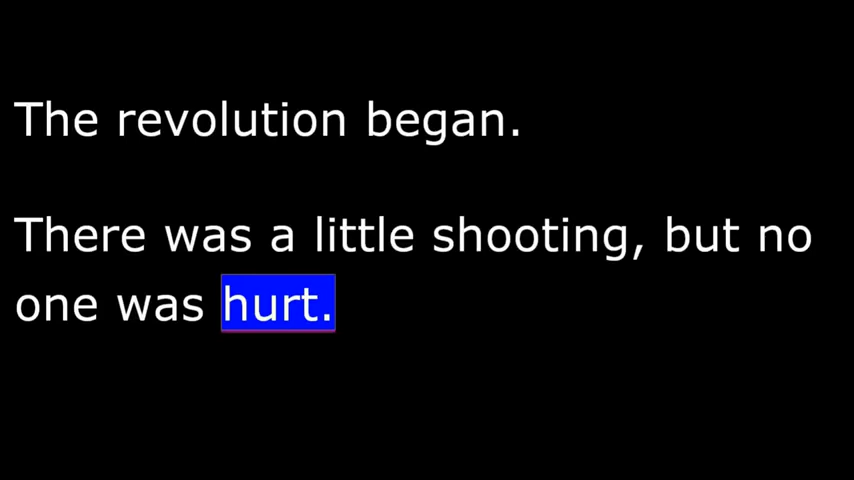 The revolution began.
There was a little shooting, but no
one was hurt.